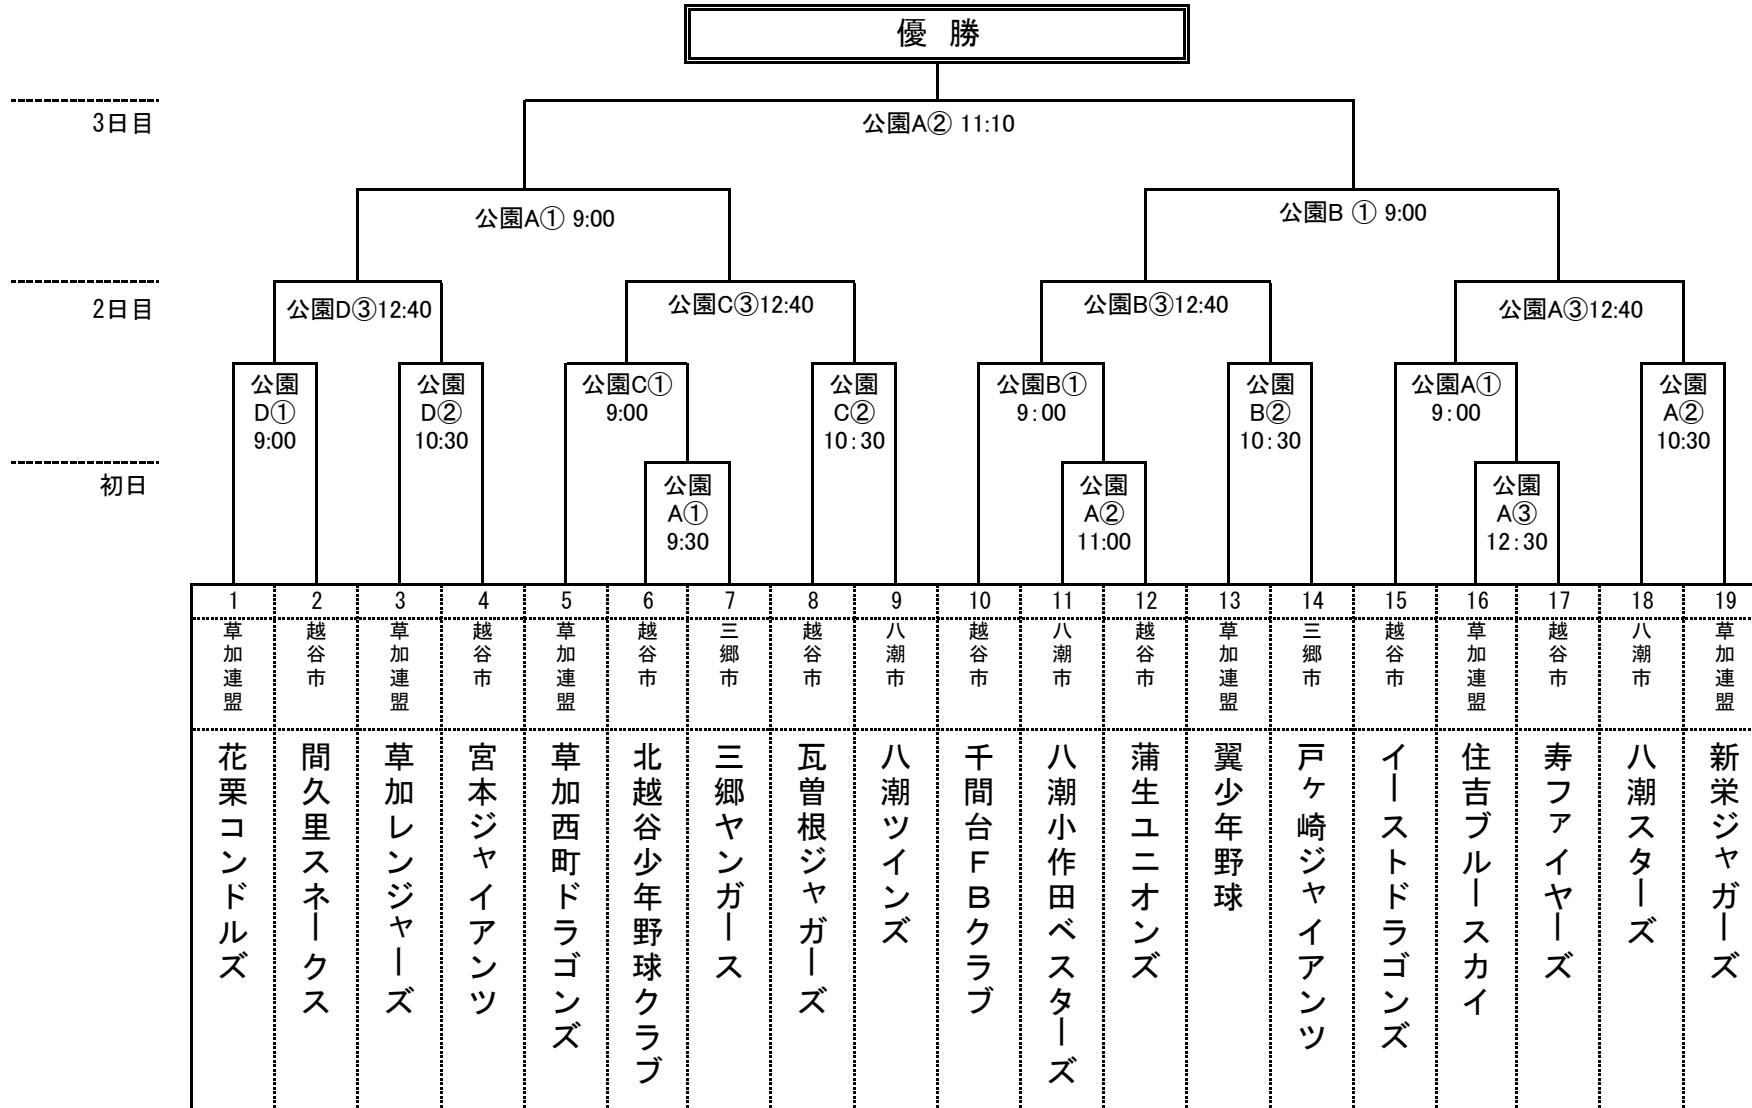 優 勝
3日目
公園A② 11:10
公園A① 9:00
公園B ① 9:00
2日目
公園D③12:40
公園C③12:40
公園B③12:40
公園A③12:40
公園
D①
9:00
公園
D②
10:30
公園C①
9:00
公園
C②
10:30
公園B①
9:00
公園
B②
10:30
公園A①
9:00
公園
A②
10:30
初日
公園
A①
9:30
公園
A②
11:00
公園
A③
12:30
1
2
3
4
5
6
7
8
9
10
11
12
13
14
15
16
17
18
19
草加連盟
越谷市
草加連盟
越谷市
草加連盟
越谷市
三郷市
越谷市
八潮市
越谷市
八潮市
越谷市
草加連盟
三郷市
越谷市
草加連盟
越谷市
八潮市
草加連盟
花栗コンドルズ
間久里スネークス
草加レンジャーズ
宮本ジャイアンツ
草加西町ドラゴンズ
北越谷少年野球クラブ
三郷ヤンガース
瓦曽根ジャガーズ
八潮ツインズ
千間台FBクラブ
八潮小作田ベスターズ
蒲生ユニオンズ
翼少年野球
戸ヶ崎ジャイアンツ
イーストドラゴンズ
住吉ブルースカイ
寿ファイヤーズ
八潮スターズ
新栄ジャガーズ